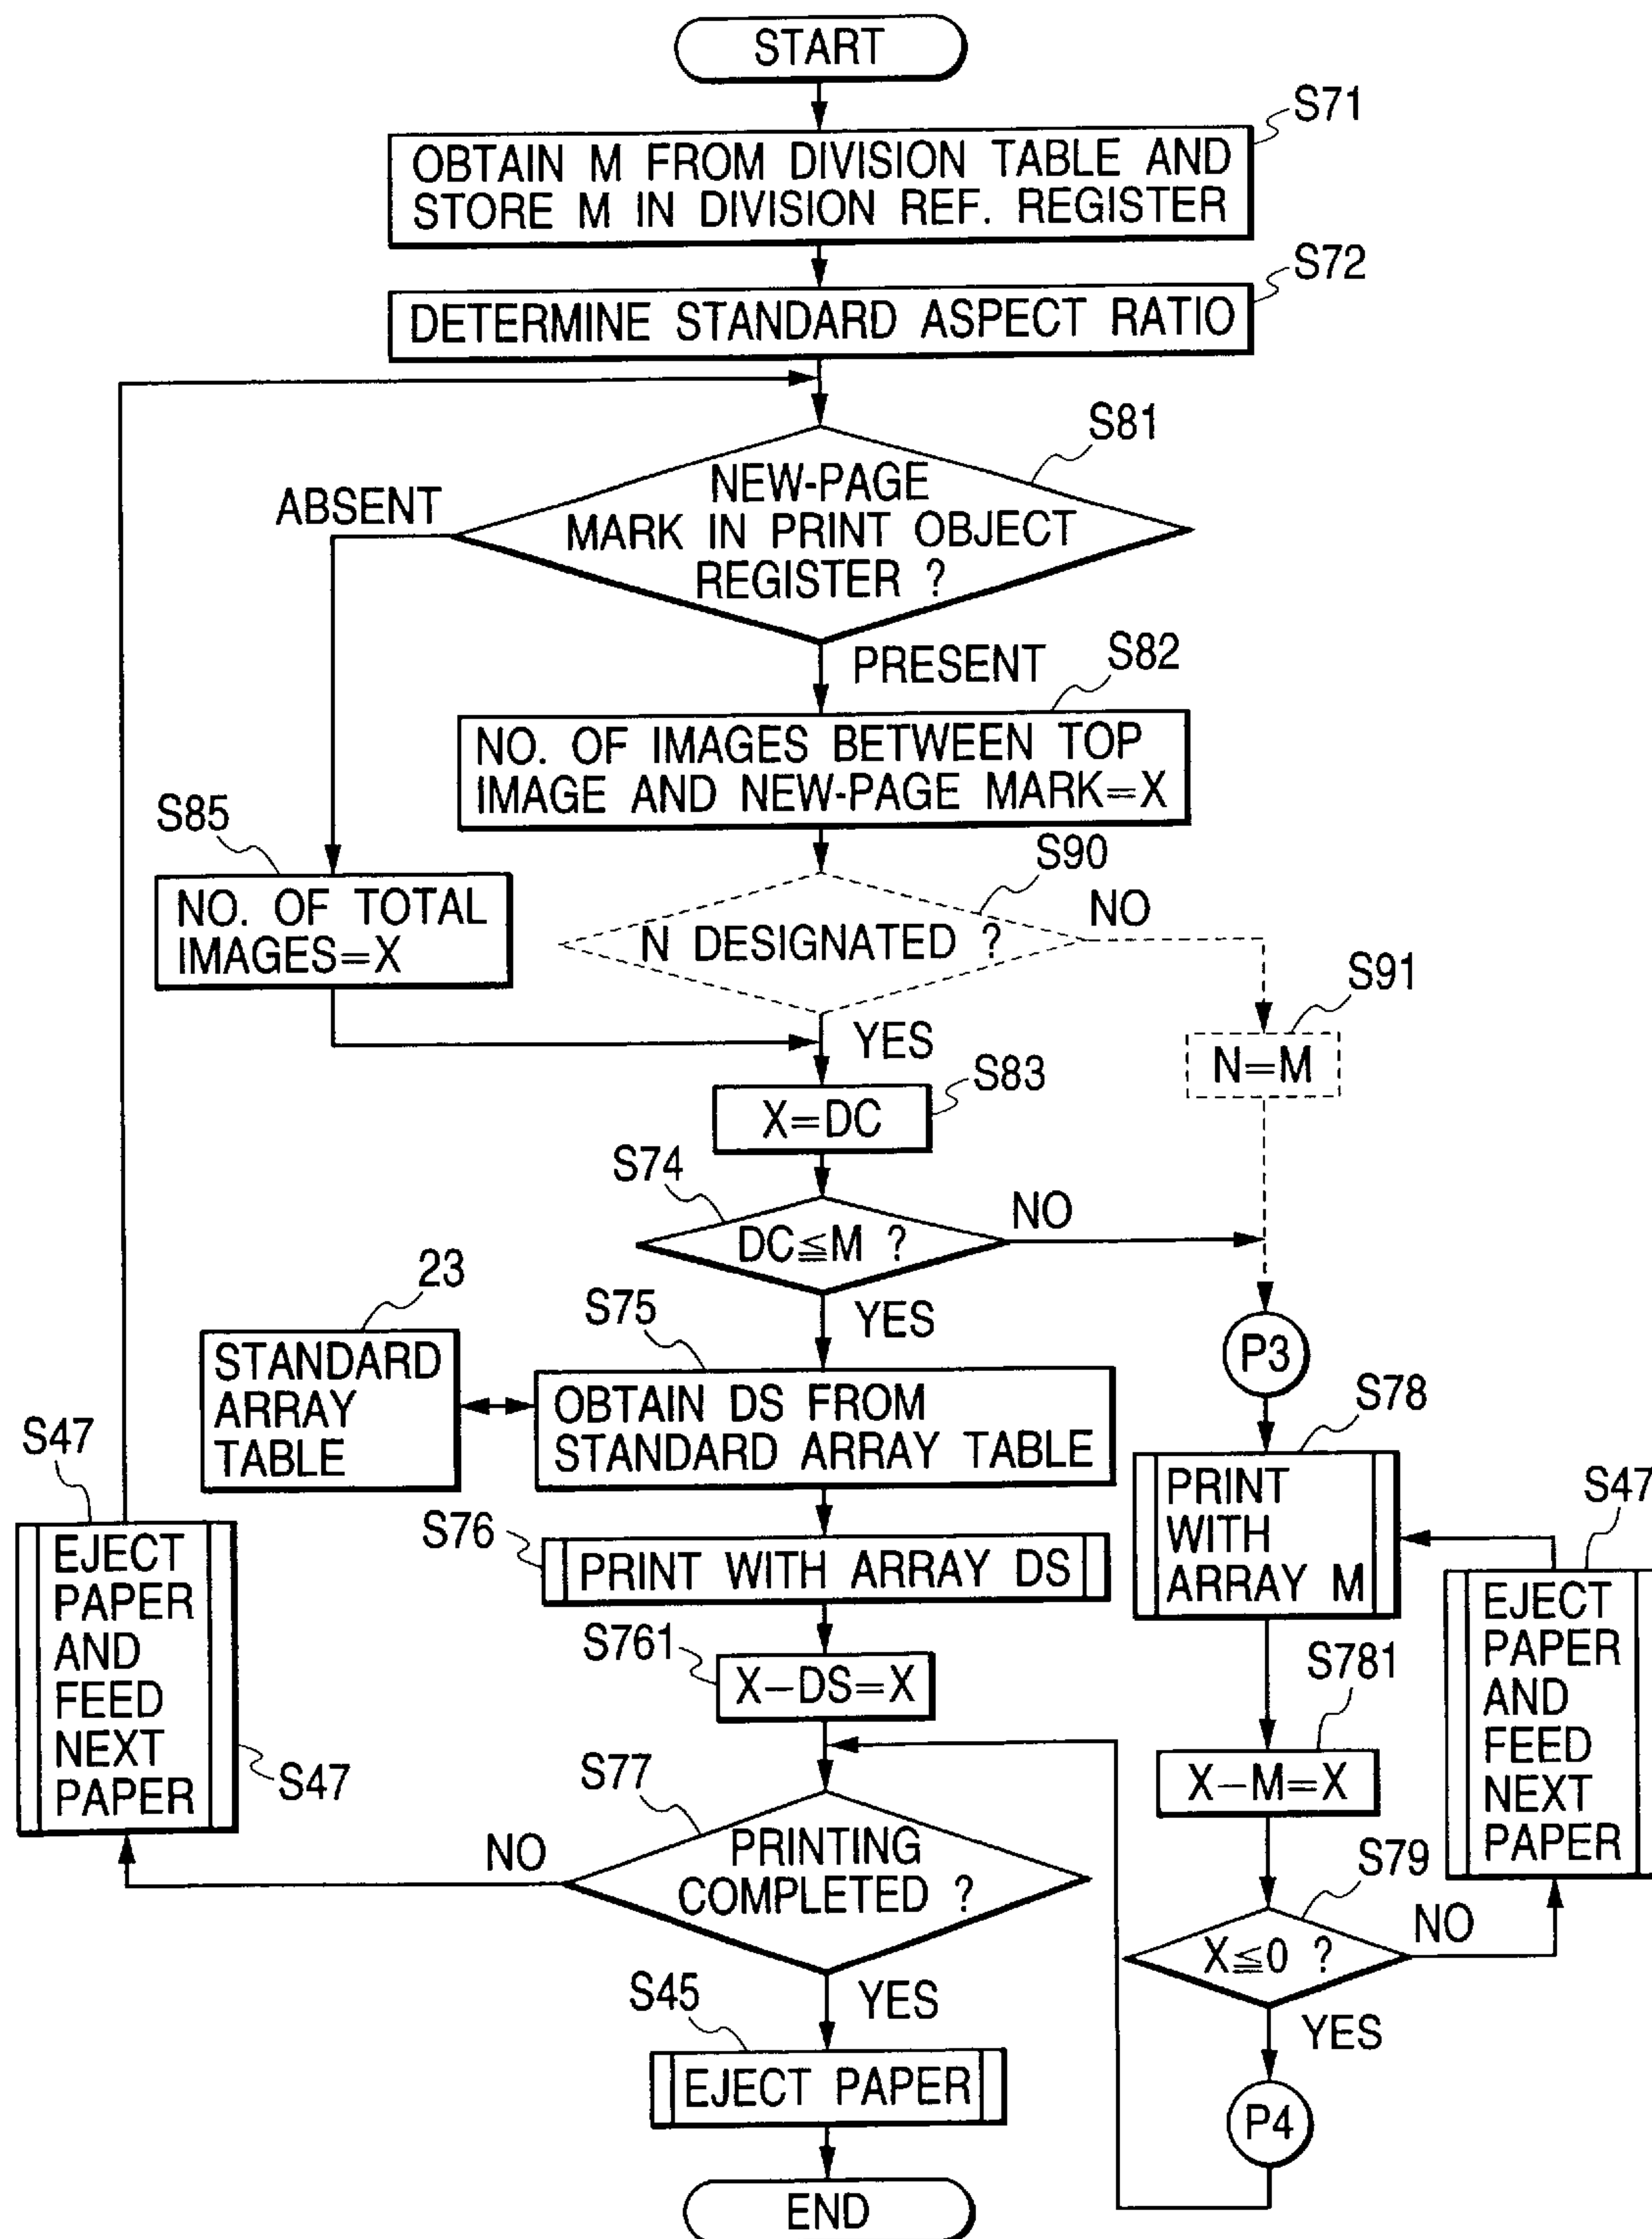 START
S71
OBTAIN M FROM DIVISION TABLE AND
STORE M IN DIVISION REF. REGISTER
S72
DETERMINE STANDARD ASPECT RATIO
S81
NEW-PAGE
MARK IN PRINT OBJECT
REGISTER ?
ABSENT
PRESENT
S82
NO. OF IMAGES BETWEEN TOP
IMAGE AND NEW-PAGE MARK=X
S85
NO. OF TOTAL
IMAGES=X
S90
N DESIGNATED ?
NO
YES
S91
N=M
S83
X=DC
S74
DC≦M ?
NO
YES
P3
23
STANDARD
ARRAY
TABLE
S75
OBTAIN DS FROM
STANDARD ARRAY TABLE
S78
PRINT
WITH
ARRAY M
S47
EJECT
PAPER
AND
FEED
NEXT
PAPER
S47
S47
EJECT
PAPER
AND
FEED
NEXT
PAPER
S76
PRINT WITH ARRAY DS
S761
X−DS=X
S781
X−M=X
S77
PRINTING
COMPLETED ?
NO
YES
S79
X≦0 ?
NO
YES
S45
EJECT PAPER
P4
END